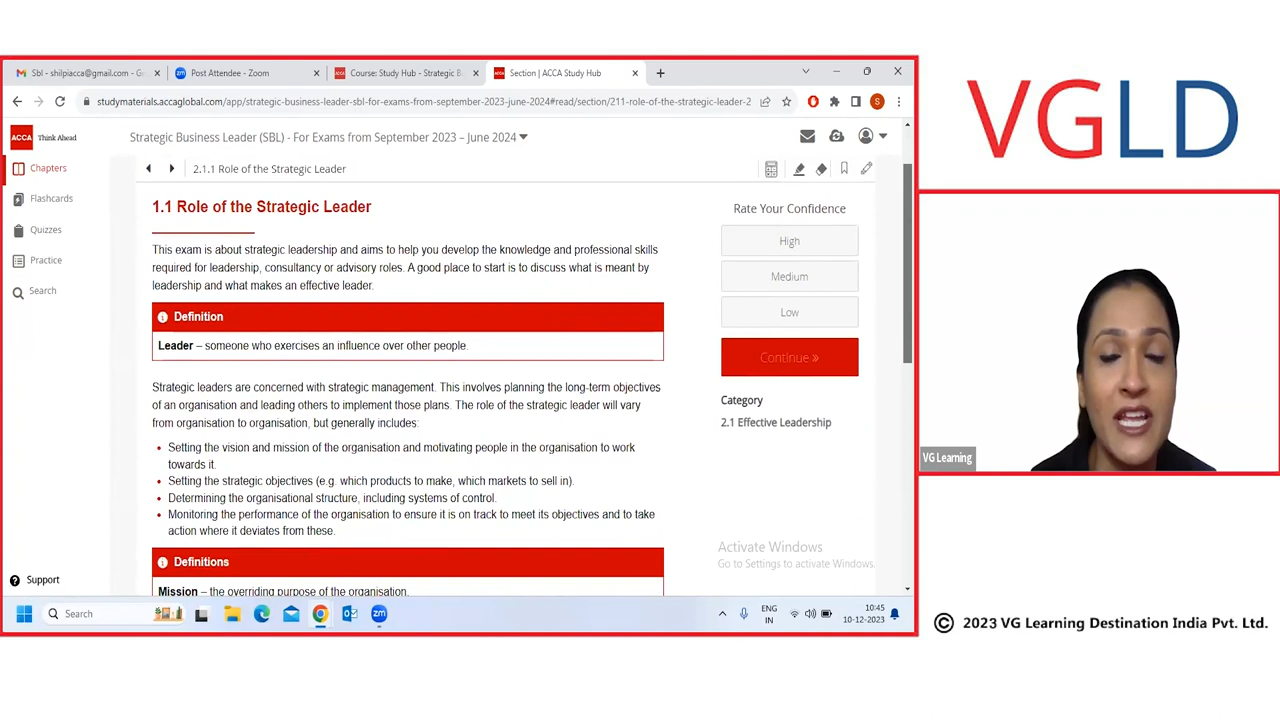 Sbl - shilpiacca@gmail.com - G
Post Attendee - Zoom
Course: Study Hub - Strategic B
Section | ACCA Study Hub
studymaterials.accaglobal.com/app/strategic-business-leader-sbl-for-exams-from-september-2023-june-2024#read/section/211-role-of-the-strategic-leader-2
S
ACCA
Think Ahead
Strategic Business Leader (SBL) - For Exams from September 2023 – June 2024
Chapters
Flashcards
Quizzes
Practice
Search
Support
2.1.1 Role of the Strategic Leader
1.1 Role of the Strategic Leader
This exam is about strategic leadership and aims to help you develop the knowledge and professional skills
required for leadership, consultancy or advisory roles. A good place to start is to discuss what is meant by
leadership and what makes an effective leader.
Definition
Leader – someone who exercises an influence over other people.
Strategic leaders are concerned with strategic management. This involves planning the long-term objectives
of an organisation and leading others to implement those plans. The role of the strategic leader will vary
from organisation to organisation, but generally includes:
• Setting the vision and mission of the organisation and motivating people in the organisation to work
towards it.
• Setting the strategic objectives (e.g. which products to make, which markets to sell in).
• Determining the organisational structure, including systems of control.
• Monitoring the performance of the organisation to ensure it is on track to meet its objectives and to take
action where it deviates from these.
Definitions
Mission – the overriding purpose of the organisation.
Rate Your Confidence
High
Medium
Low
Continue »
Category
2.1 Effective Leadership
Activate Windows
Go to Settings to activate Windows.
Search
zm
ENG
IN
10:45
10-12-2023
VGLD
VG Learning
© 2023 VG Learning Destination India Pvt. Ltd.